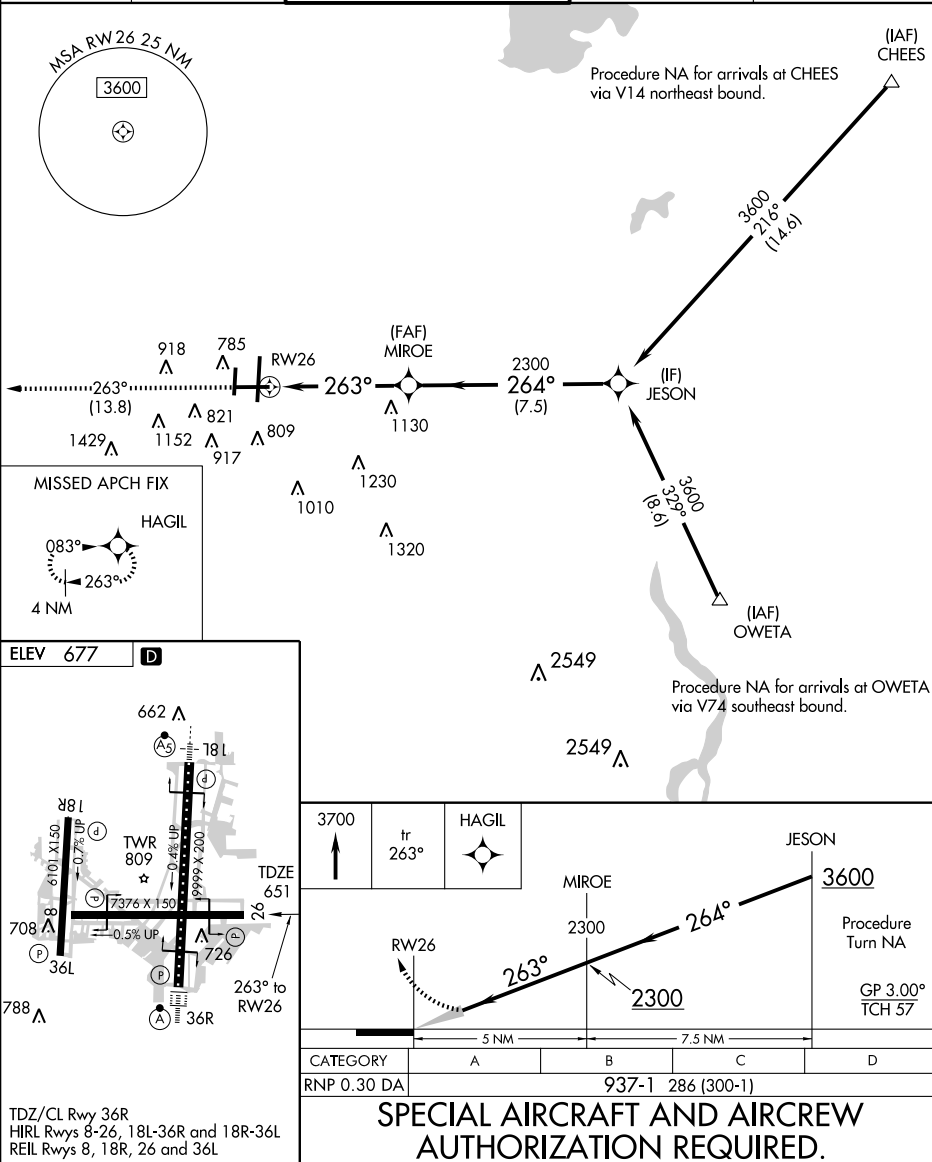 MSA RW 26 25 NM
3600
Procedure NA for arrivals at CHEES
via V14 northeast bound.
(IAF)
CHEES
3600
216°
(14.6)
(FAF)
MIROE
2300
264°
(7.5)
(IF)
JESON
918
785
RW26
263°
263°
(13.8)
821
1130
1429
1152
917
809
1230
1010
1320
3600
329°
(8.6)
(IAF)
OWETA
MISSED APCH FIX
HAGIL
083°
263°
4 NM
2549
Procedure NA for arrivals at OWETA
via V74 southeast bound.
2549
ELEV 677
D
662
A5
18L
P
18R
P
6101 X150
0.7% UP
TWR
809
0.4% UP
9999 X 200
TDZE
651
P
7376 X 150
8
26
708
0.5% UP
P
726
P
36L
P
263° to
RW26
788
A
36R
TDZ/CL Rwy 36R
HIRL Rwys 8-26, 18L-36R and 18R-36L
REIL Rwys 8, 18R, 26 and 36L
3700
tr
263°
HAGIL
JESON
3600
MIROE
2300
264°
Procedure
Turn NA
RW26
263°
2300
GP 3.00°
TCH 57
5 NM
7.5 NM
CATEGORY A B C D
RNP 0.30 DA 937-1 286 (300-1)
SPECIAL AIRCRAFT AND AIRCREW
AUTHORIZATION REQUIRED.